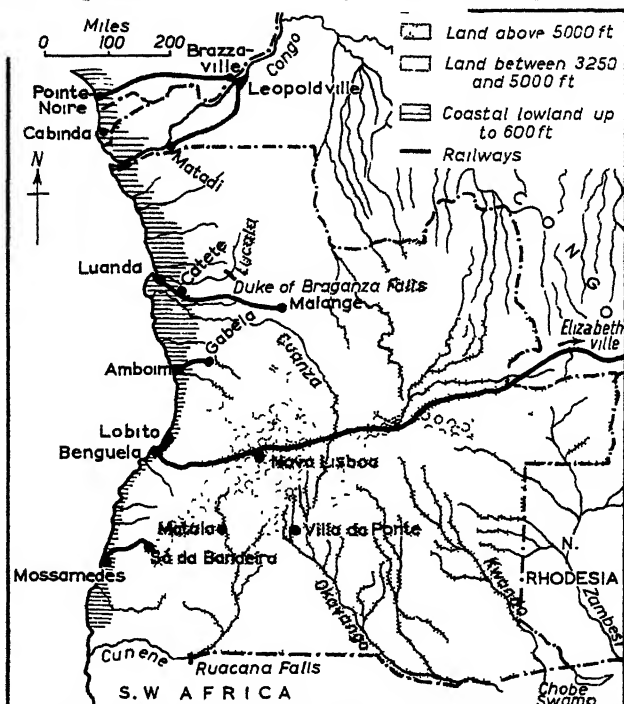 Miles
0 100 200
Land above 5000 ft
Land between 3250
and 5000 ft
Coastal lowland up
to 600 ft
Railways
Brazza-
ville
Congo
Leopoldville
Pointe
Noire
Cabinda
N
Matadi
Lucala
Luanda
Catete
Duke of Braganza Falls
Malange
CONGO
Elizabeth
ville
Gabela
Cuanza
Amboim
Lobito
Benguela
Nova Lisboa
Matala
Villa da Ponte
Sá da Bandeira
Mossamedes
Okavango
Kwando
N.
RHODESIA
Zambesi
Cunene
Ruacana Falls
S.W AFRICA
Chobe
Swamp